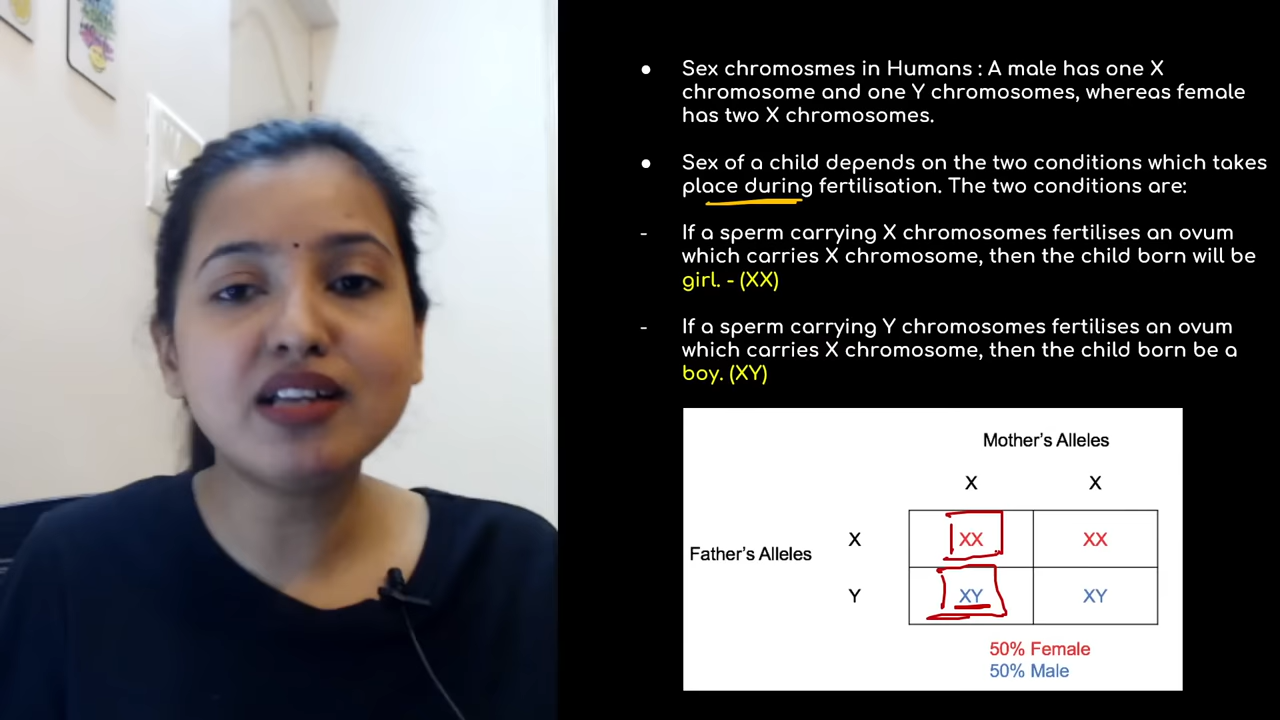 ● Sex chromosmes in Humans : A male has one X
chromosome and one Y chromosomes, whereas female
has two X chromosomes.
● Sex of a child depends on the two conditions which takes
place during fertilisation. The two conditions are:
- If a sperm carrying X chromosomes fertilises an ovum
which carries X chromosome, then the child born will be
girl. - (XX)
- If a sperm carrying Y chromosomes fertilises an ovum
which carries X chromosome, then the child born be a
boy. (XY)
Mother's Alleles
X X
X XX XX
Father's Alleles
Y XY XY
50% Female
50% Male